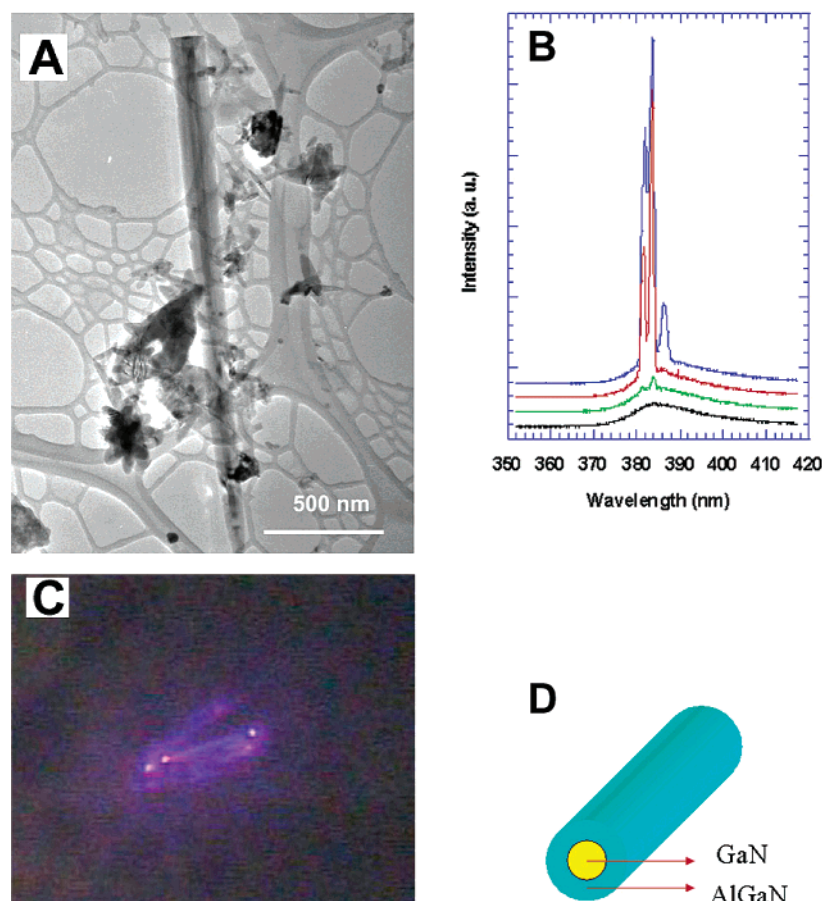 A
500 nm
B
Intensity (a. u.)
350 360 370 380 390 400 410 420
Wavelength (nm)
C
D
GaN
AlGaN